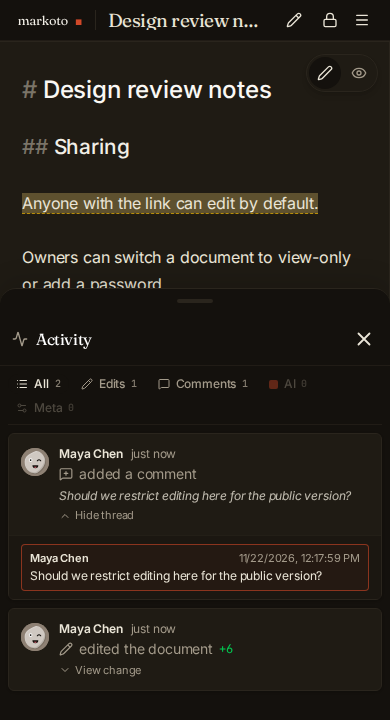 markoto Design review n...
# Design review notes
## Sharing
Anyone with the link can edit by default.
Owners can switch a document to view-only
or add a password
Activity
All 2 Edits 1 Comments 1 AI 0
Meta 0
Maya Chen just now
added a comment
Should we restrict editing here for the public version?
Hide thread
Maya Chen 11/22/2026, 12:17:59 PM
Should we restrict editing here for the public version?
Maya Chen just now
edited the document +6
View change